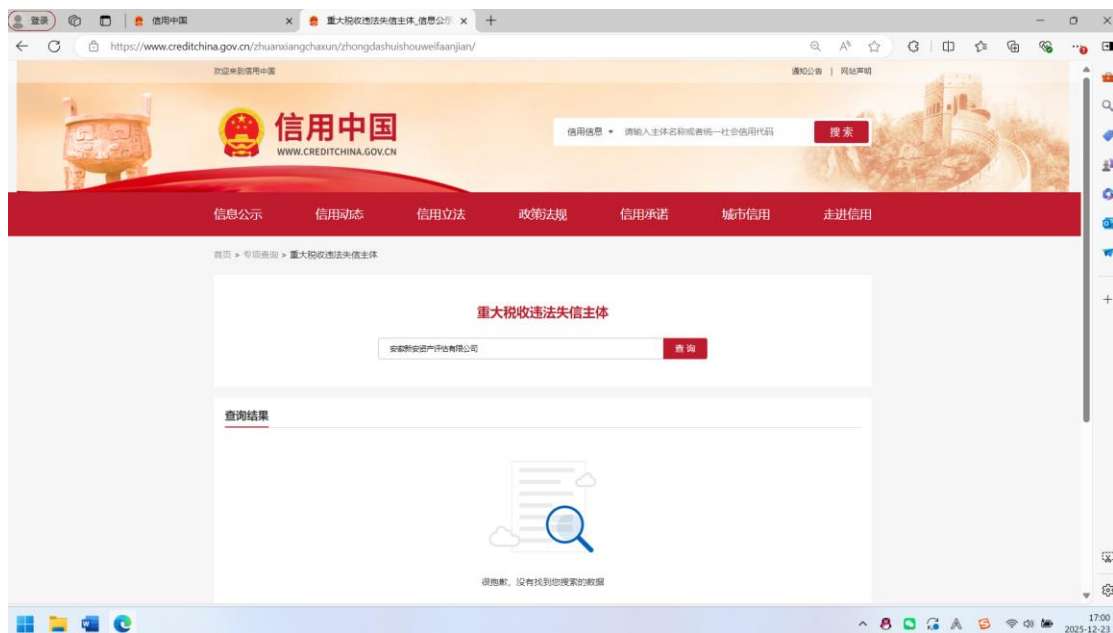 登录
信用中国
重大税收违法失信主体_信息公示
https://www.creditchina.gov.cn/zhuanxiangchaxun/zhongdashuishouweifaanjian/
欢迎来到信用中国
通知公告 | 网站声明
信用中国
WWW.CREDITCHINA.GOV.CN
信用信息 请输入主体名称或者统一社会信用代码 搜索
信息公示 信用动态 信用立法 政策法规 信用承诺 城市信用 走进信用
首页 > 专项查询 > 重大税收违法失信主体
重大税收违法失信主体
安徽新安资产评估有限公司 查询
查询结果
很抱歉，没有找到您搜索的数据
17:00
2025-12-23